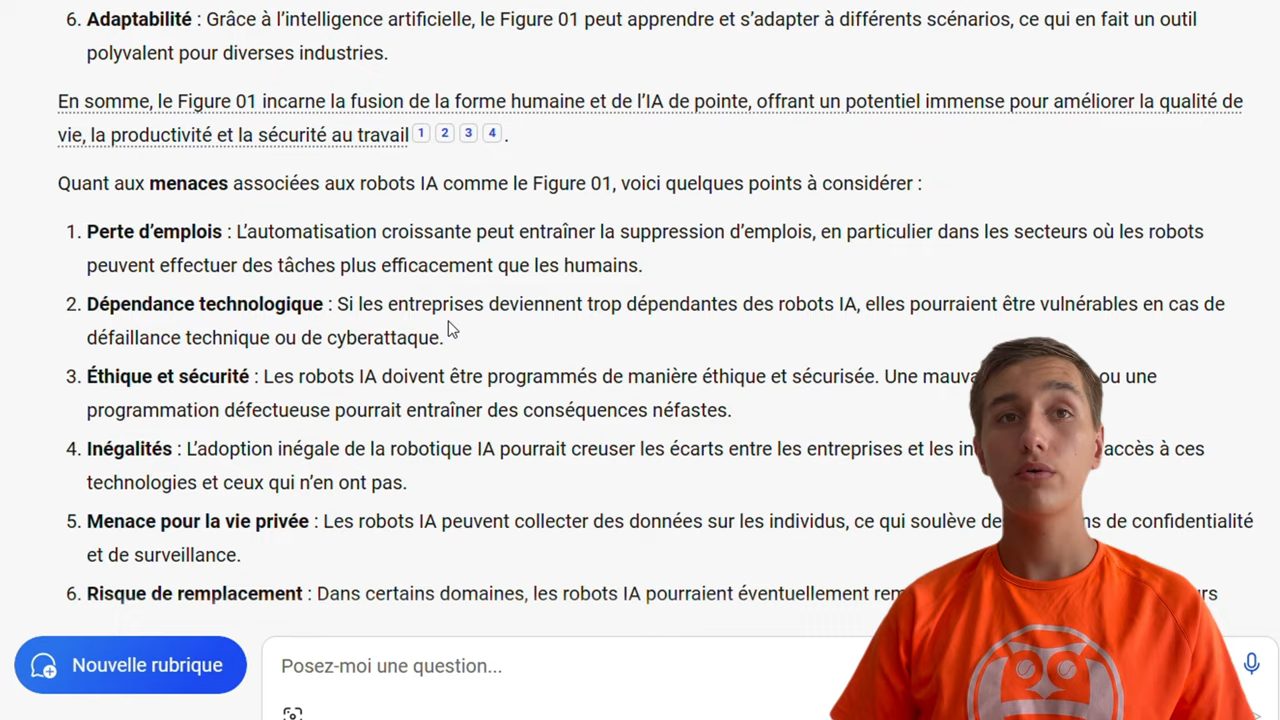 6. Adaptabilité : Grâce à l’intelligence artificielle, le Figure 01 peut apprendre et s’adapter à différents scénarios, ce qui en fait un outil
polyvalent pour diverses industries.
En somme, le Figure 01 incarne la fusion de la forme humaine et de l’IA de pointe, offrant un potentiel immense pour améliorer la qualité de
vie, la productivité et la sécurité au travail 1 2 3 4 .
Quant aux menaces associées aux robots IA comme le Figure 01, voici quelques points à considérer :
1. Perte d’emplois : L’automatisation croissante peut entraîner la suppression d’emplois, en particulier dans les secteurs où les robots
peuvent effectuer des tâches plus efficacement que les humains.
2. Dépendance technologique : Si les entreprises deviennent trop dépendantes des robots IA, elles pourraient être vulnérables en cas de
défaillance technique ou de cyberattaque.
3. Éthique et sécurité : Les robots IA doivent être programmés de manière éthique et sécurisée. Une ou une
programmation défectueuse pourrait entraîner des conséquences néfastes.
4. Inégalités : L’adoption inégale de la robotique IA pourrait creuser les écarts entre les entreprises et les accès à ces
technologies et ceux qui n’en ont pas.
5. Menace pour la vie privée : Les robots IA peuvent collecter des données sur les individus, ce qui soulève de confidentialité
et de surveillance.
6. Risque de remplacement : Dans certains domaines, les robots IA pourraient éventuellement
Nouvelle rubrique
Posez-moi une question...